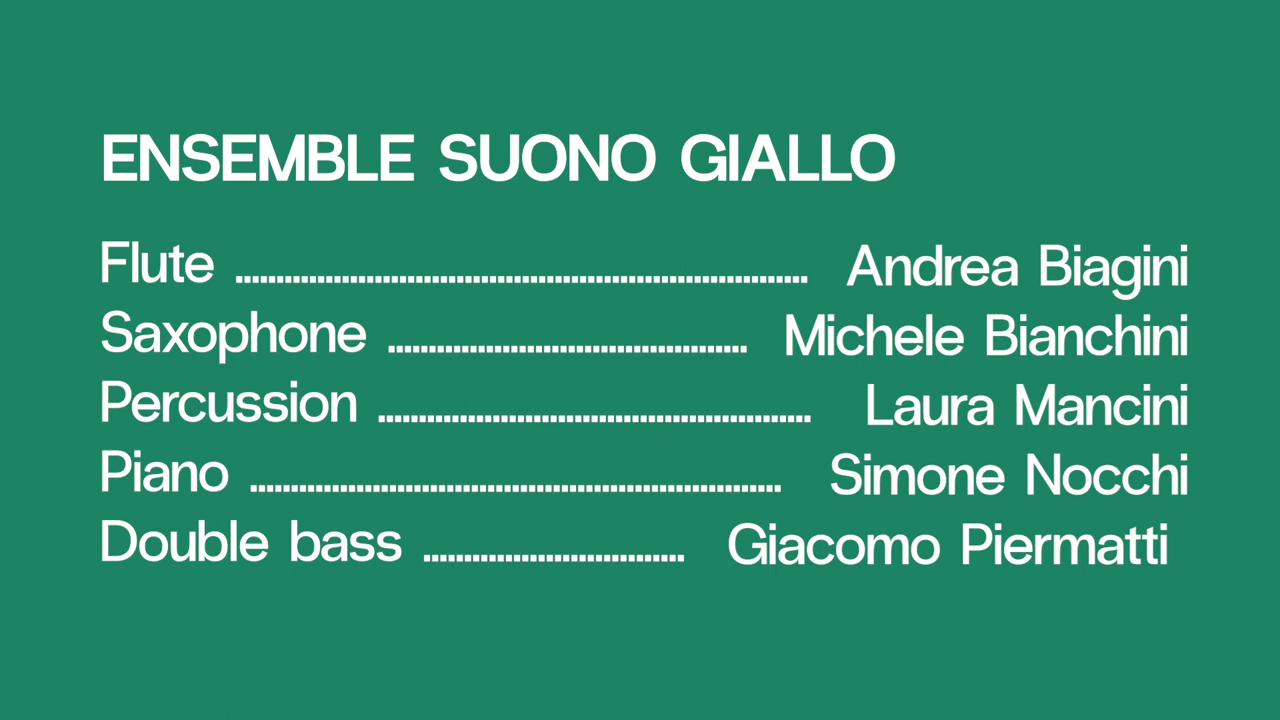 ENSEMBLE SUONO GIALLO
Flute ........................................................................ Andrea Biagini
Saxophone ............................................. Michele Bianchini
Percussion ...................................................... Laura Mancini
Piano .................................................................. Simone Nocchi
Double bass ................................. Giacomo Piermatti